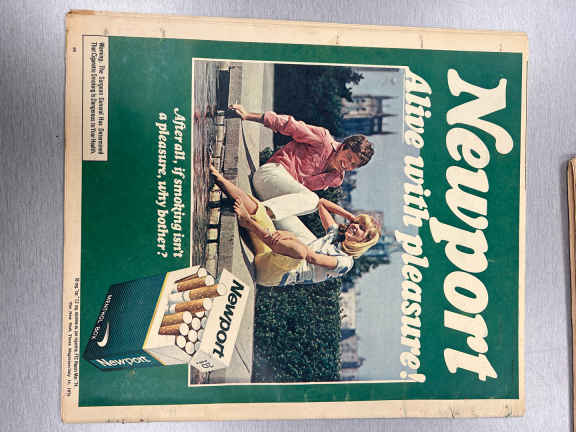 Newport
Alive with pleasure!
After all, if smoking isn't
a pleasure, why bother?
Newport
MENTHOL BOX
Newport
Warning: The Surgeon General Has Determined
That Cigarette Smoking Is Dangerous to Your Health.